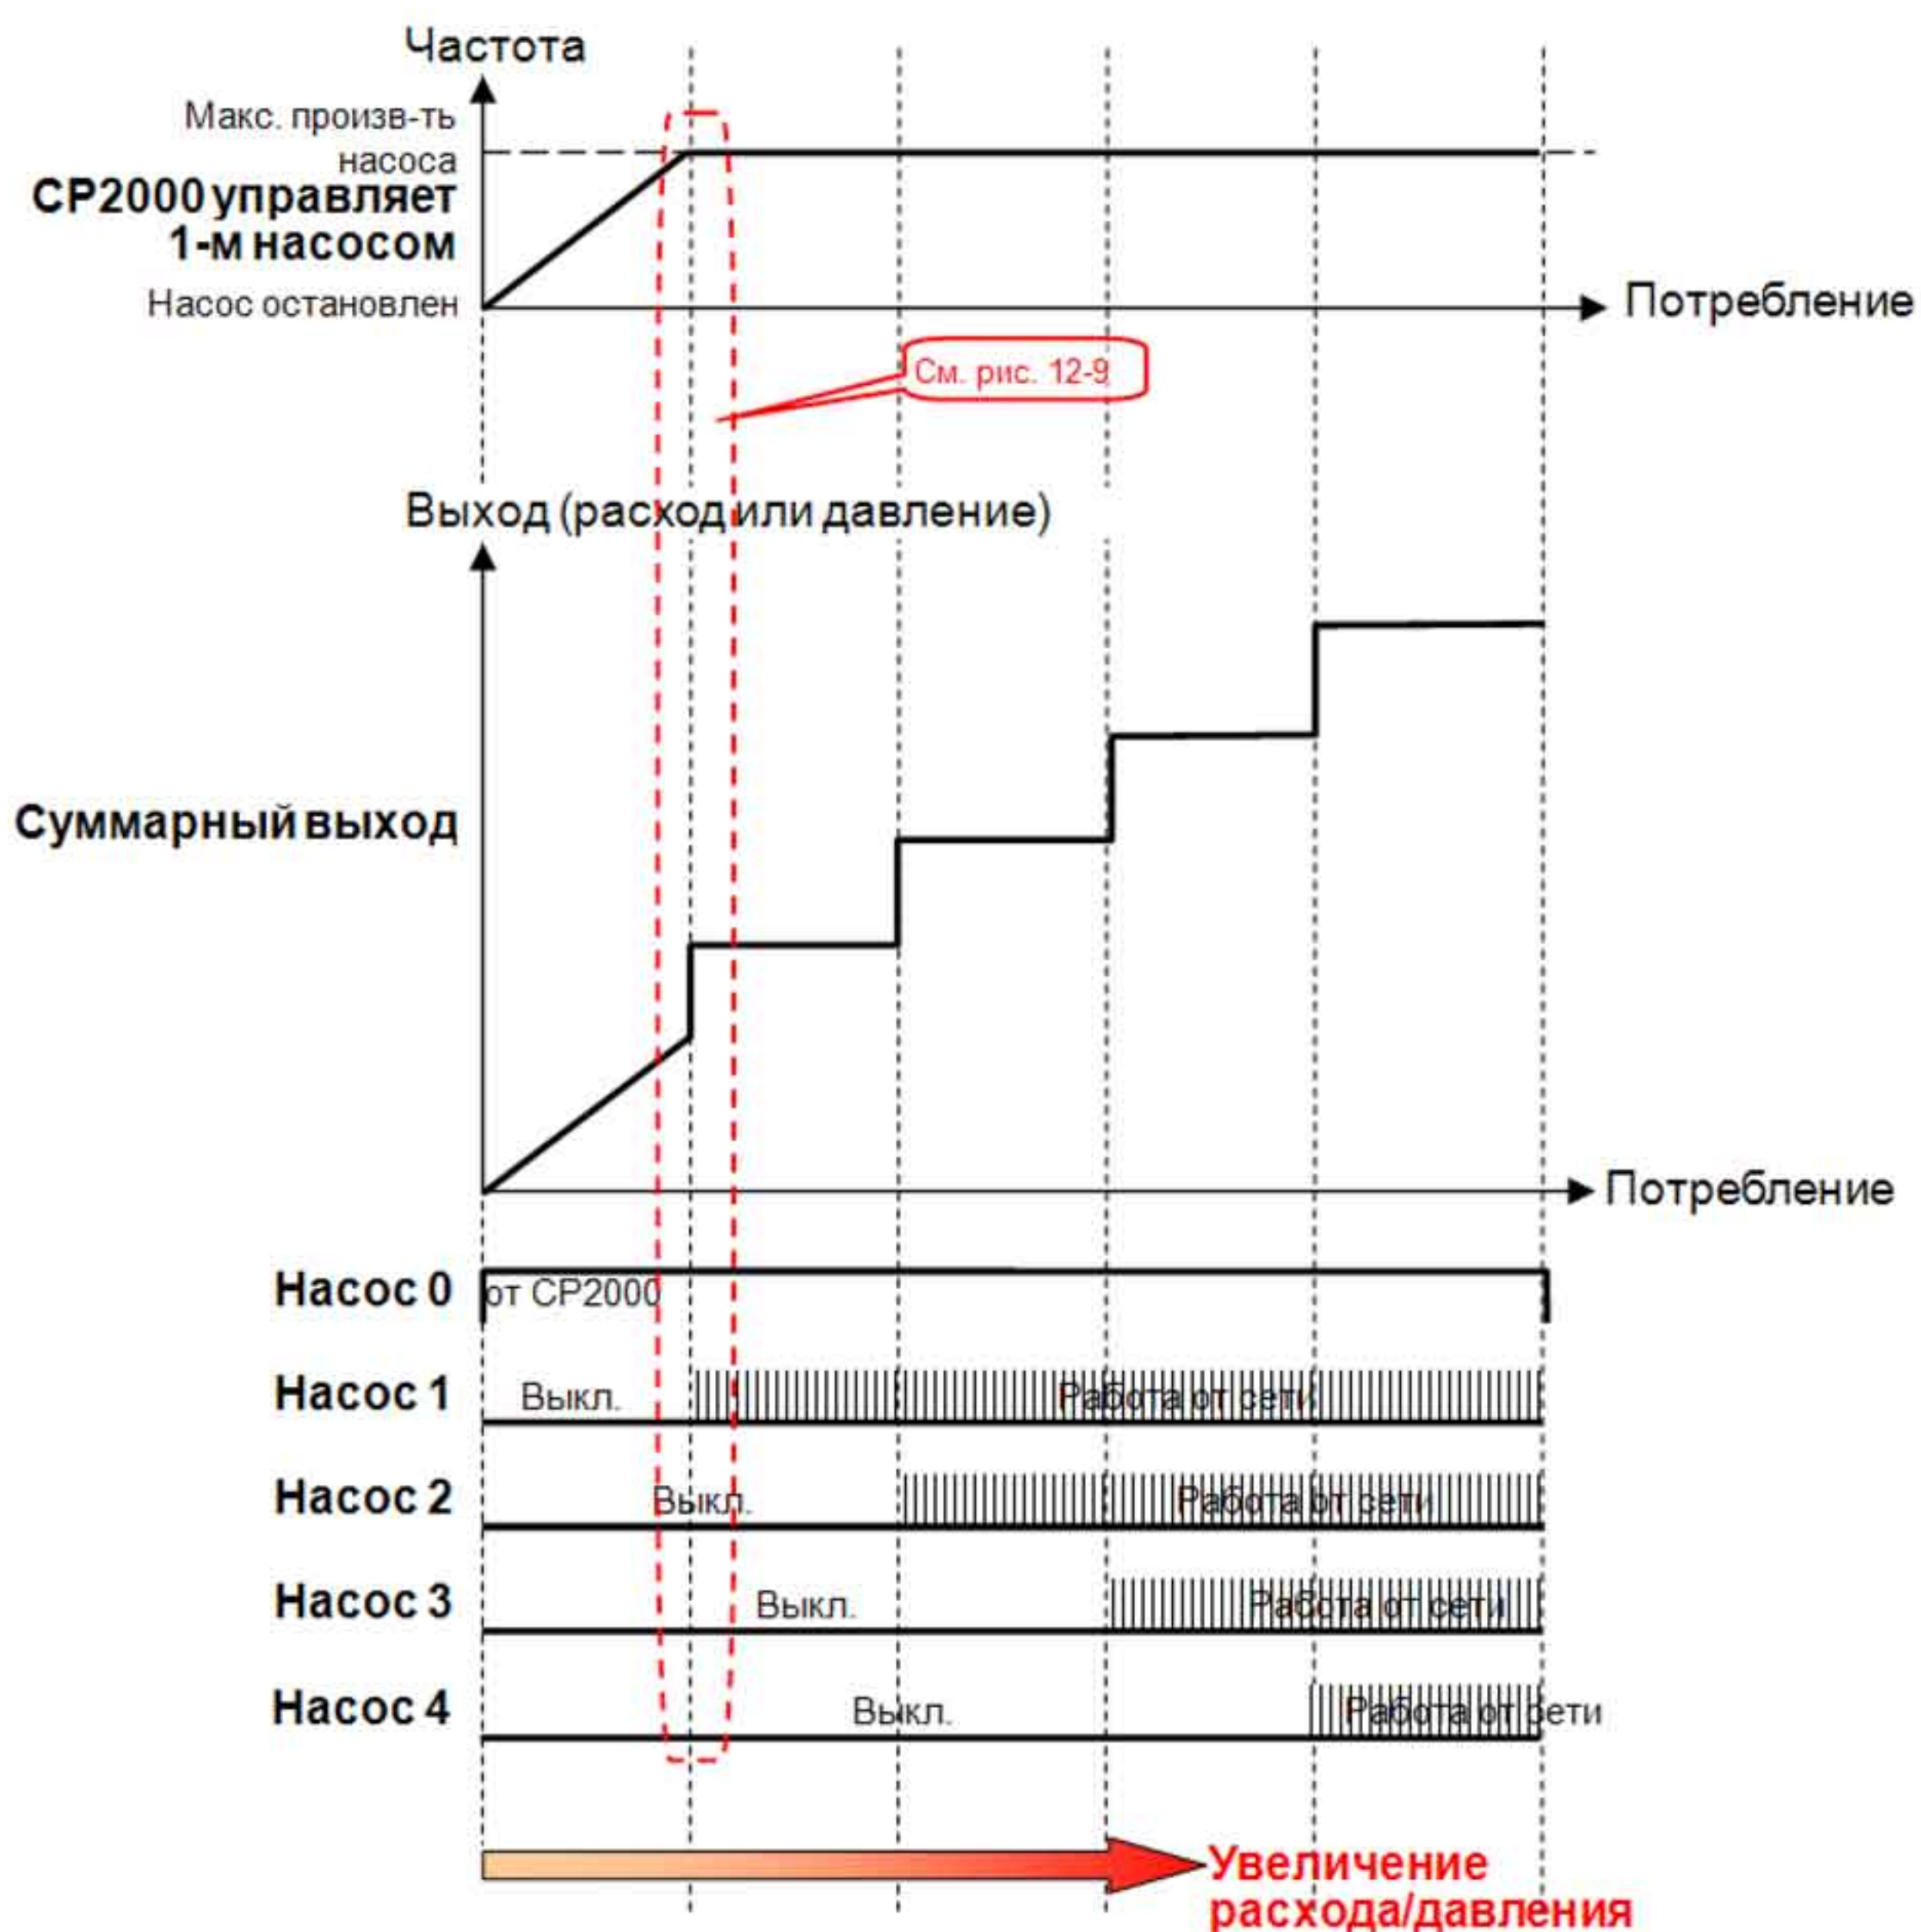 Частота
Макс. произв-ть
насоса
CP2000 управляет
1-м насосом
Насос остановлен
Потребление
См. рис. 12-9
Выход (расход или давление)
Суммарный выход
Потребление
Насос 0
от CP2000
Насос 1
Выкл.
Работа от сети
Насос 2
Выкл.
Работа от сети
Насос 3
Выкл.
Работа от сети
Насос 4
Выкл.
Работа от сети
Увеличение
расхода/давления